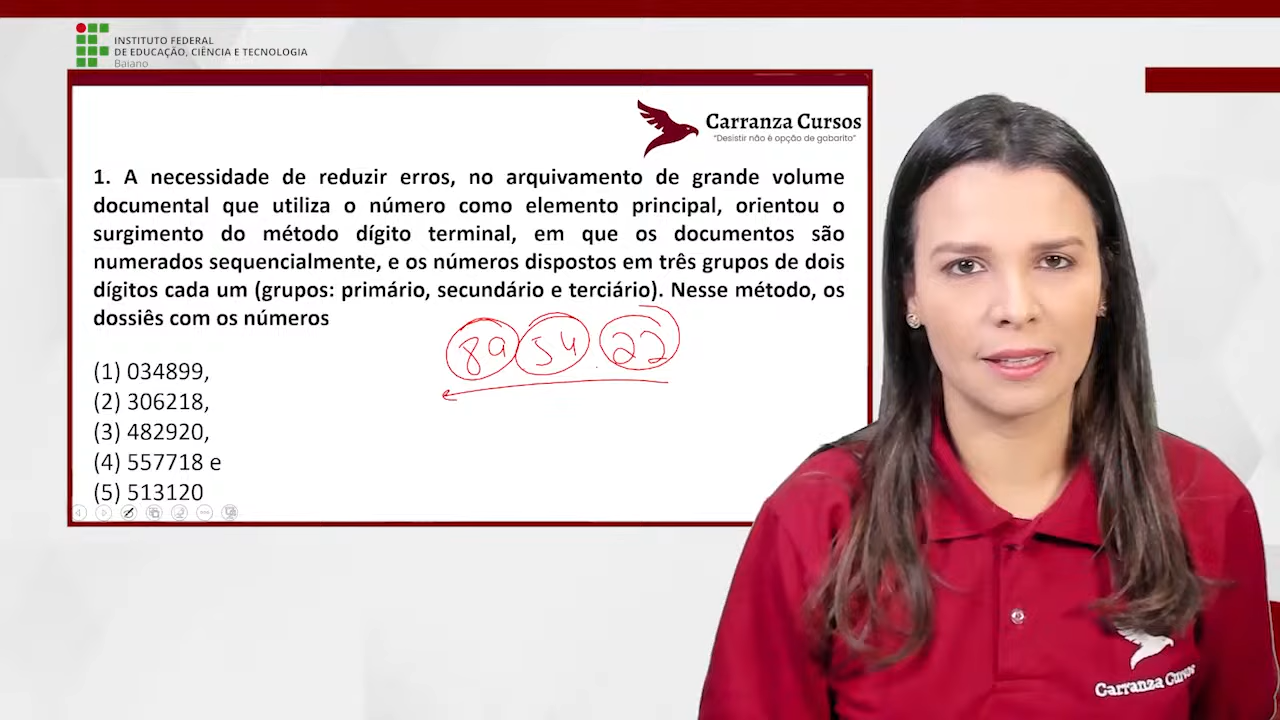 INSTITUTO FEDERAL
DE EDUCAÇÃO, CIÊNCIA E TECNOLOGIA
Baiano
Carranza Cursos
"Desistir não é opção de gabarito"
1. A necessidade de reduzir erros, no arquivamento de grande volume
documental que utiliza o número como elemento principal, orientou o
surgimento do método dígito terminal, em que os documentos são
numerados sequencialmente, e os números dispostos em três grupos de dois
dígitos cada um (grupos: primário, secundário e terciário). Nesse método, os
dossiês com os números
89 54 . 22
(1) 034899,
(2) 306218,
(3) 482920,
(4) 557718 e
(5) 513120
Carranza Cursos